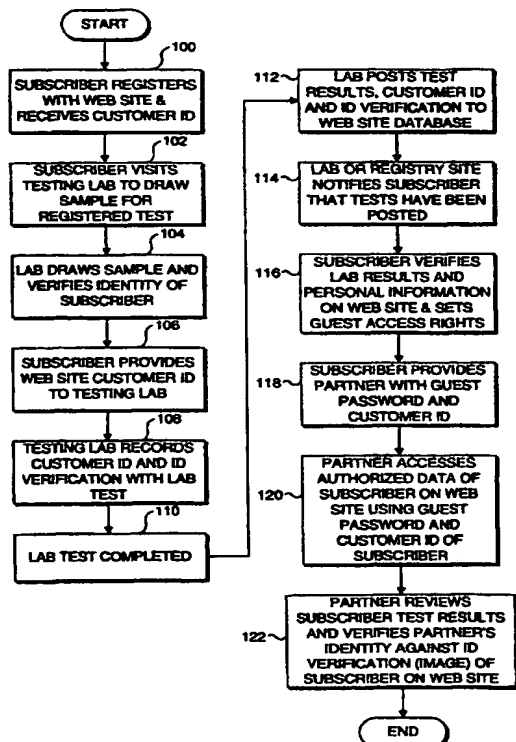 START
100
SUBSCRIBER REGISTERS
WITH WEB SITE &
RECEIVES CUSTOMER ID
102
SUBSCRIBER VISITS
TESTING LAB TO DRAW
SAMPLE FOR
REGISTERED TEST
104
LAB DRAWS SAMPLE AND
VERIFIES IDENTITY OF
SUBSCRIBER
106
SUBSCRIBER PROVIDES
WEB SITE CUSTOMER ID
TO TESTING LAB
108
TESTING LAB RECORDS
CUSTOMER ID AND ID
VERIFICATION WITH LAB
TEST
110
LAB TEST COMPLETED
112
LAB POSTS TEST
RESULTS, CUSTOMER ID
AND ID VERIFICATION TO
WEB SITE DATABASE
114
LAB OR REGISTRY SITE
NOTIFIES SUBSCRIBER
THAT TESTS HAVE BEEN
POSTED
116
SUBSCRIBER VERIFIES
LAB RESULTS AND
PERSONAL INFORMATION
ON WEB SITE & SETS
GUEST ACCESS RIGHTS
118
SUBSCRIBER PROVIDES
PARTNER WITH GUEST
PASSWORD AND
CUSTOMER ID
120
PARTNER ACCESSES
AUTHORIZED DATA OF
SUBSCRIBER ON WEB
SITE USING GUEST
PASSWORD AND
CUSTOMER ID OF
SUBSCRIBER
122
PARTNER REVIEWS
SUBSCRIBER TEST RESULTS
AND VERIFIES PARTNER'S
IDENTITY AGAINST ID
VERIFICATION (IMAGE) OF
SUBSCRIBER ON WEB SITE
END